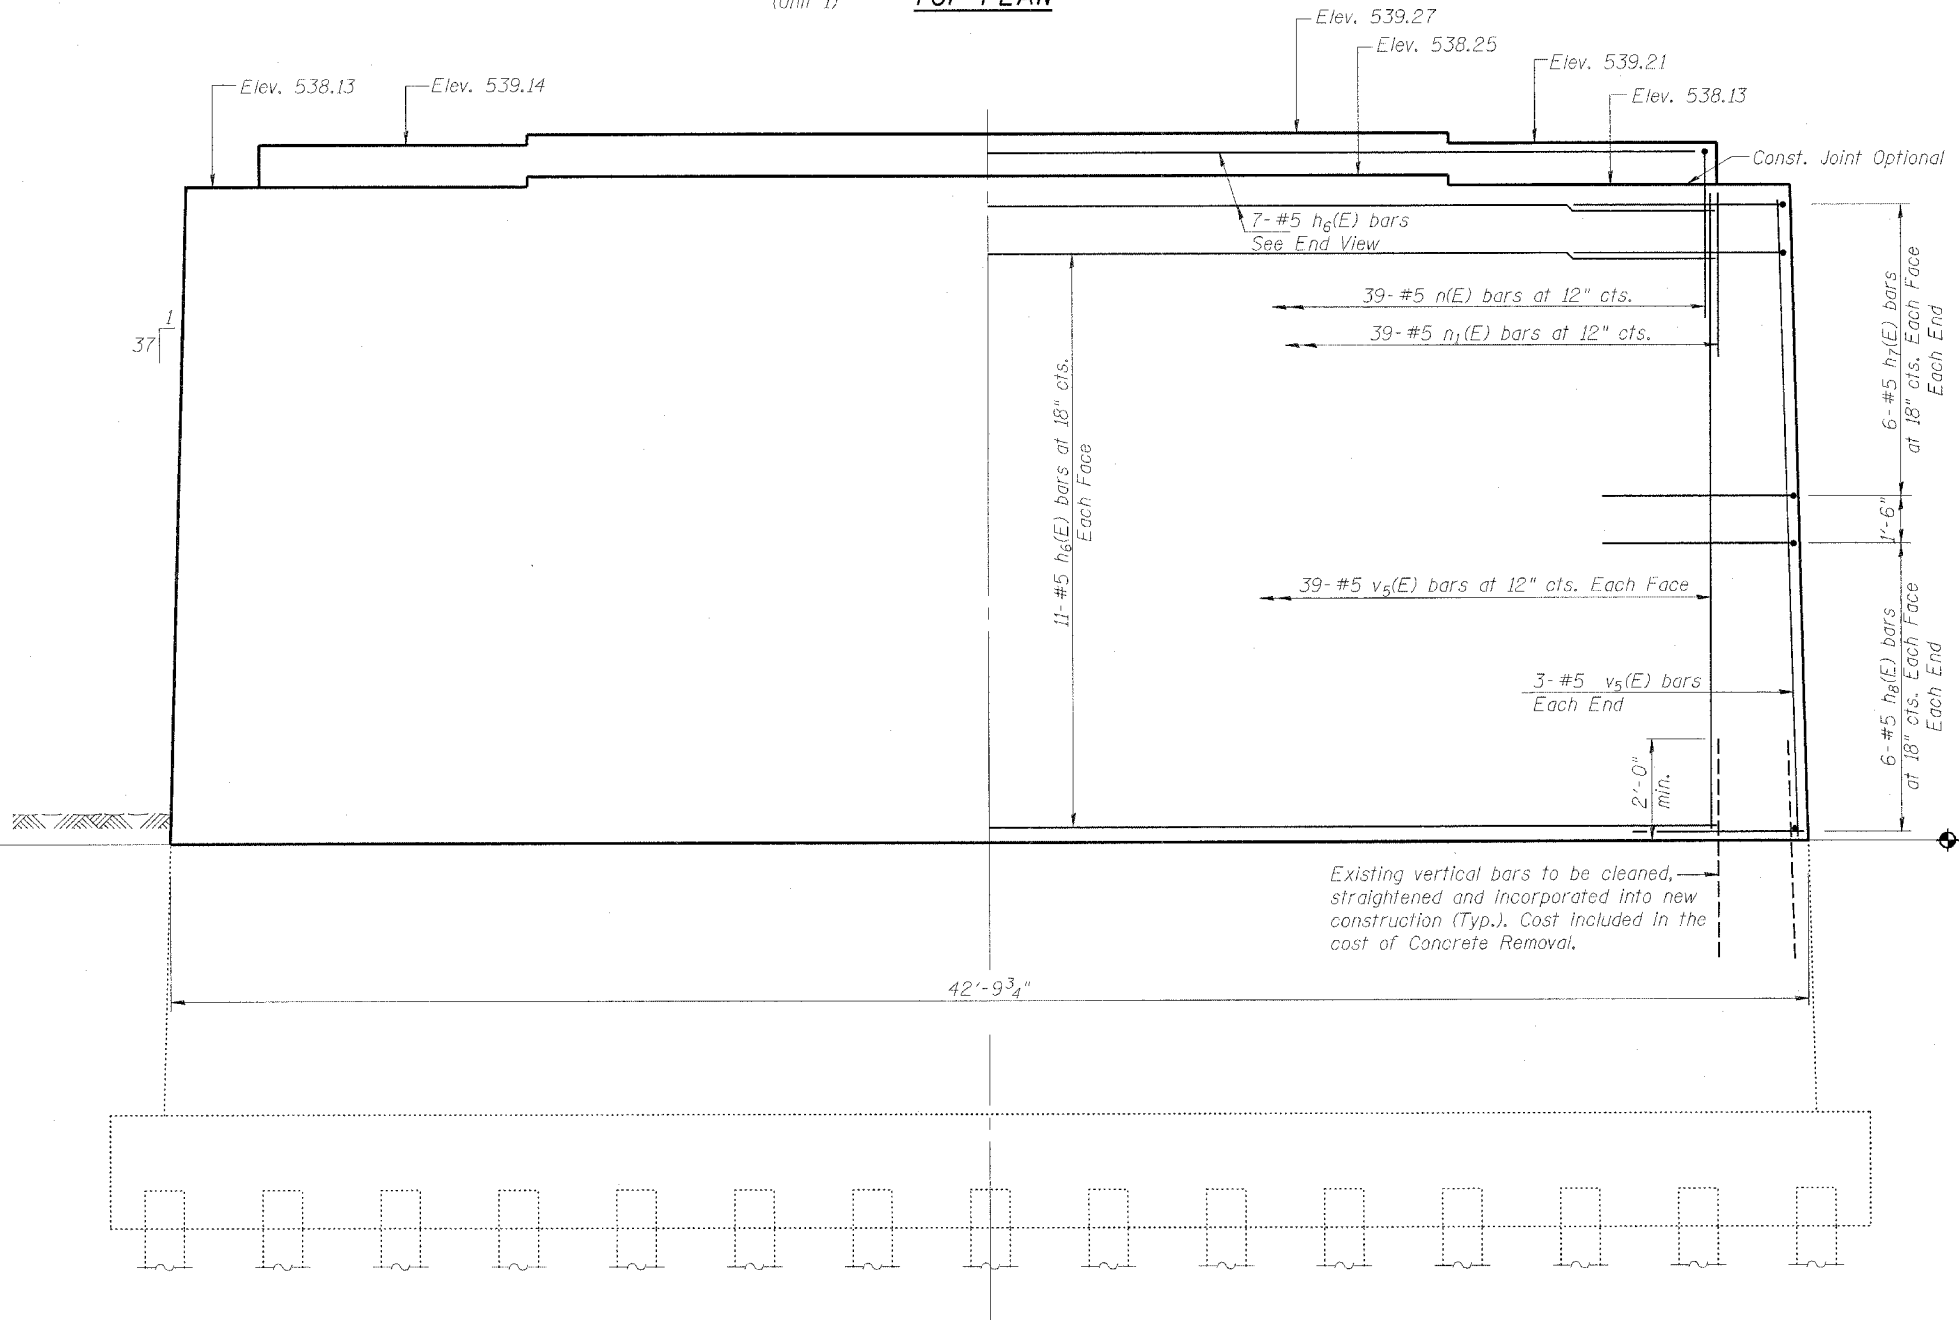 (Unit 1)
TOP PLAN
Elev. 539.27
Elev. 538.25
Elev. 539.21
Elev. 538.13
Elev. 538.13
Elev. 539.14
Const. Joint Optional
7-#5 h6(E) bars
See End View
39-#5 n(E) bars at 12" cts.
39-#5 n1(E) bars at 12" cts.
1
37
11-#5 h6(E) bars at 18" cts.
Each Face
6-#5 h7(E) bars
at 18" cts. Each Face
Each End
1'-6"
39-#5 v5(E) bars at 12" cts. Each Face
3-#5 v5(E) bars
Each End
6-#5 h8(E) bars
at 18" cts. Each Face
Each End
2'-0"
min.
Existing vertical bars to be cleaned,
straightened and incorporated into new
construction (Typ.). Cost included in the
cost of Concrete Removal.
42'-9 3/4"